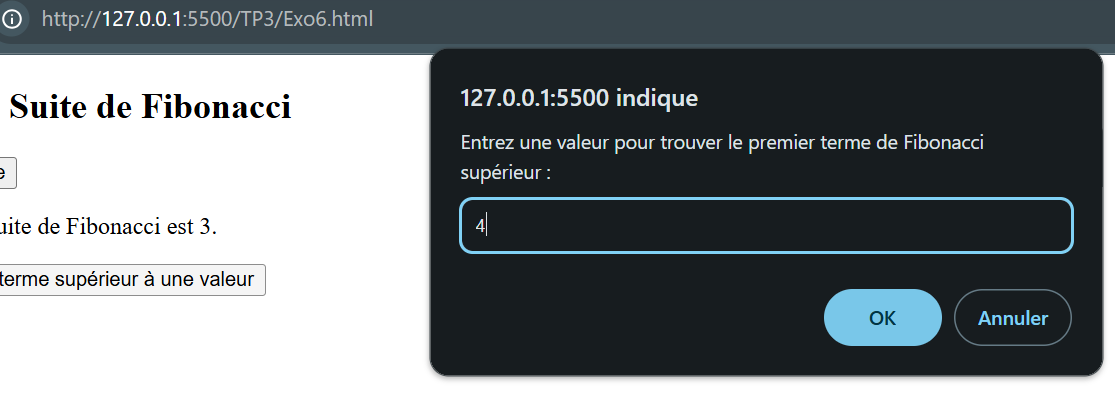 http://127.0.0.1:5500/TP3/Exo6.html
Suite de Fibonacci
127.0.0.1:5500 indique
Entrez une valeur pour trouver le premier terme de Fibonacci
supérieur :
4
de Fibonacci est 3.
terme supérieur à une valeur
OK
Annuler